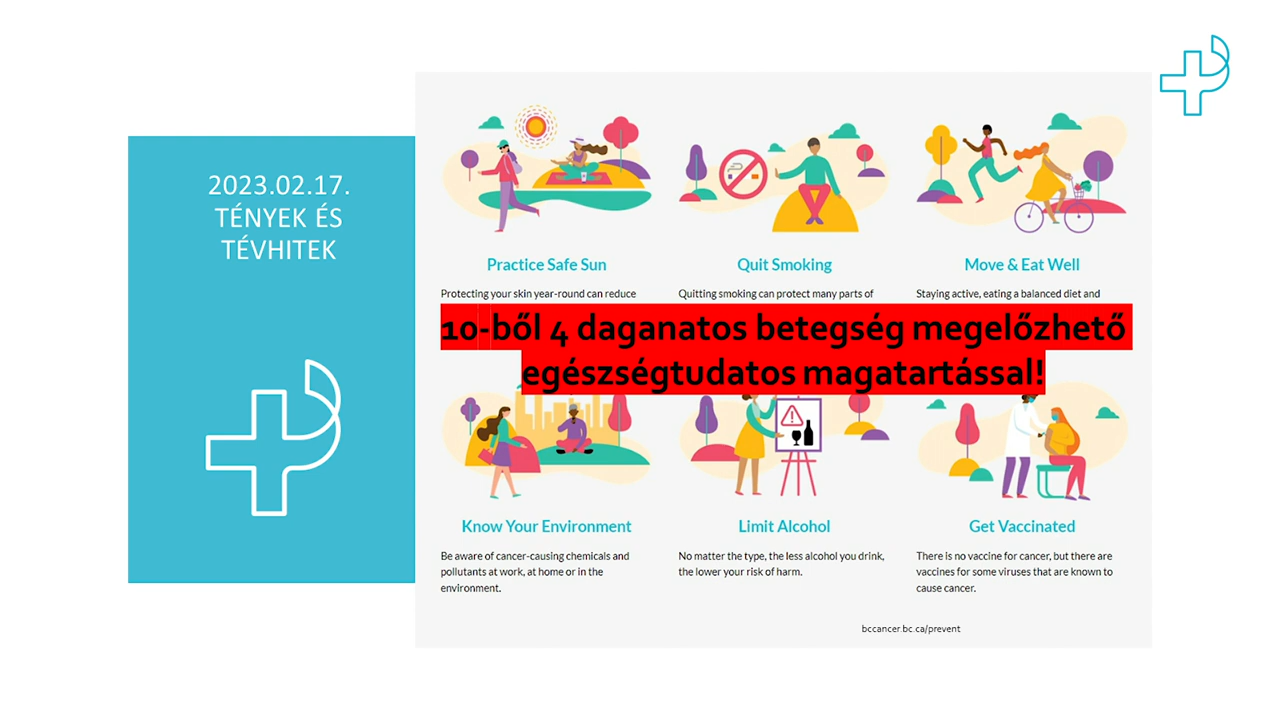 2023.02.17.
TÉNYEK ÉS
TÉVHITEK
Practice Safe Sun
Protecting your skin year-round can reduce
Quit Smoking
Quitting smoking can protect many parts of
Move & Eat Well
Staying active, eating a balanced diet and
10-ből 4 daganatos betegség megelőzhető
egészségtudatos magatartással!
Know Your Environment
Be aware of cancer-causing chemicals and
pollutants at work, at home or in the
environment.
Limit Alcohol
No matter the type, the less alcohol you drink,
the lower your risk of harm.
Get Vaccinated
There is no vaccine for cancer, but there are
vaccines for some viruses that are known to
cause cancer.
bccancer.bc.ca/prevent